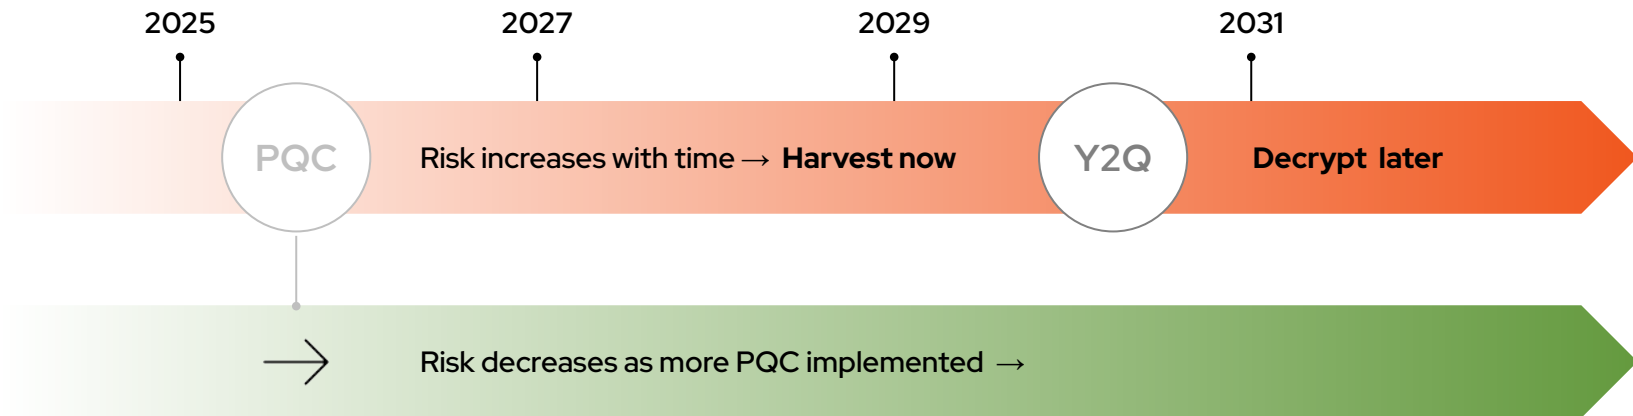 2025 2027 2029 2031
PQC Risk increases with time → Harvest now Y2Q Decrypt later
Risk decreases as more PQC implemented →